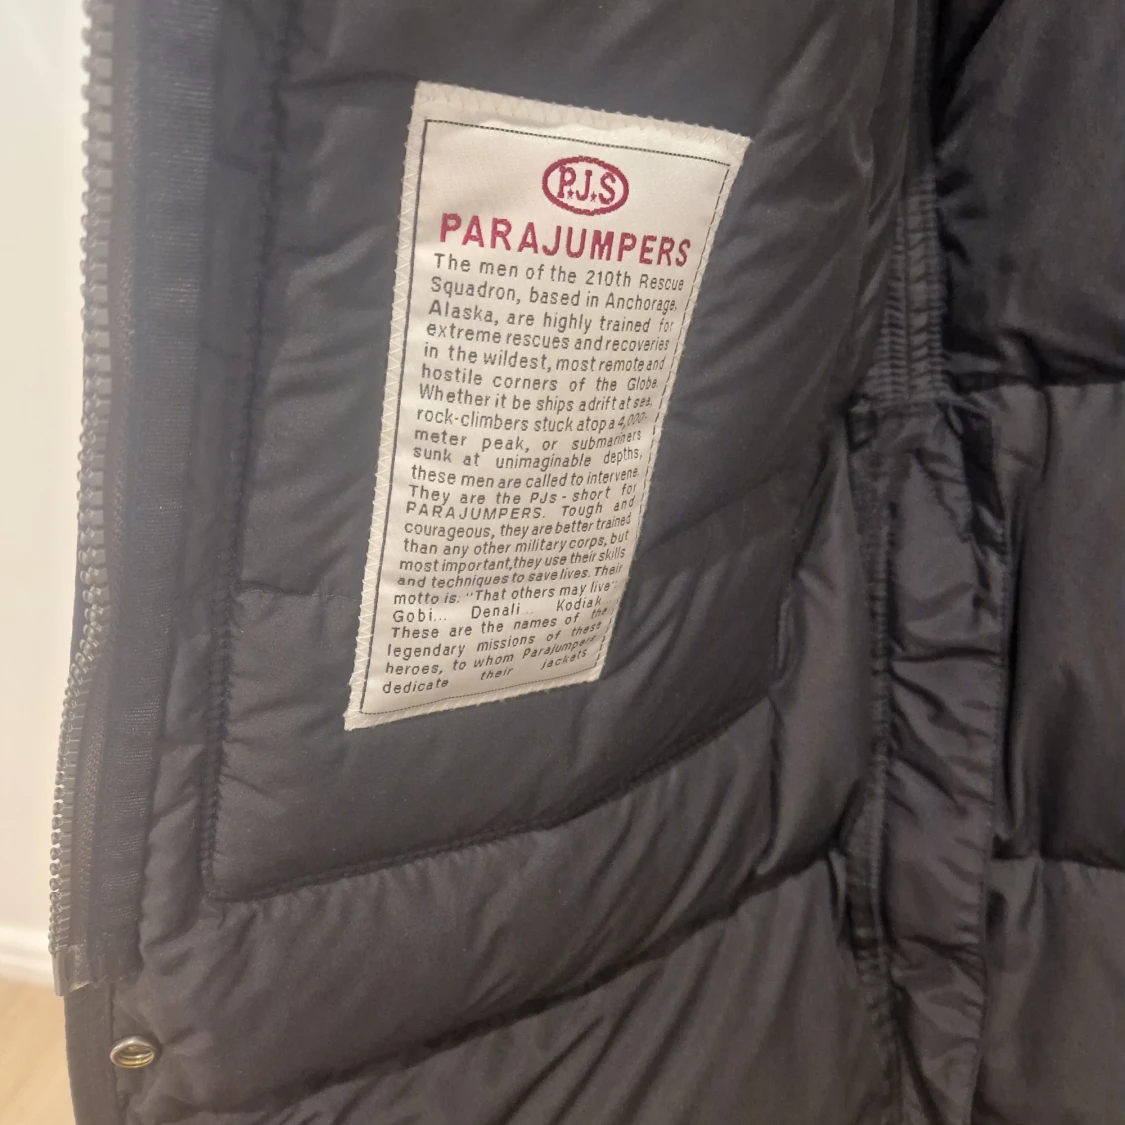 P.J.S
PARAJUMPERS
The men of the 210th Rescue
Squadron, based in Anchorage,
Alaska, are highly trained for
extreme rescues and recoveries
in the wildest, most remote and
hostile corners of the Globe.
Whether it be ships adrift at sea,
rock-climbers stuck atop a 4,000-
meter peak, or submariners
sunk at unimaginable depths,
these men are called to intervene.
They are the PJs - short for
PARAJUMPERS. Tough and
courageous, they are better trained
than any other military corps, but
most important, they use their skills
and techniques to save lives. Their
motto is: "That others may live".
Gobi... Denali... Kodiak...
These are the names of the
legendary missions of these
heroes, to whom Parajumpers
dedicate their jackets